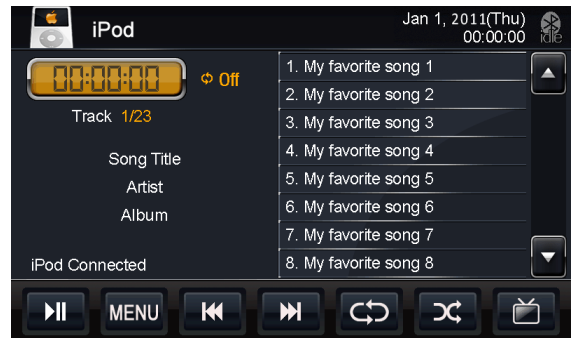 iPod
Jan 1, 2011(Thu)
00:00:00
idle
00:00:00
Off
Track 1/23
Song Title
Artist
Album
iPod Connected
1. My favorite song 1
2. My favorite song 2
3. My favorite song 3
4. My favorite song 4
5. My favorite song 5
6. My favorite song 6
7. My favorite song 7
8. My favorite song 8
MENU